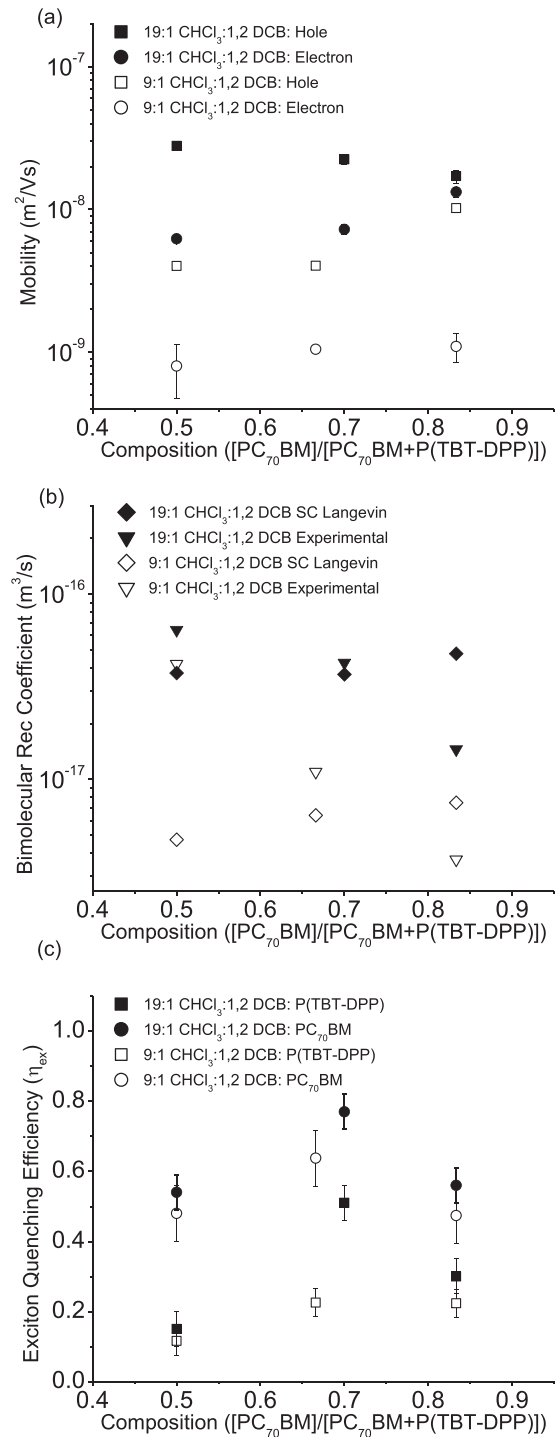 (a)
19:1 CHCl3:1,2 DCB: Hole
19:1 CHCl3:1,2 DCB: Electron
9:1 CHCl3:1,2 DCB: Hole
9:1 CHCl3:1,2 DCB: Electron
Mobility (m²/Vs)
10⁻⁷
10⁻⁸
10⁻⁹
0.4 0.5 0.6 0.7 0.8 0.9
Composition ([PC70BM]/[PC70BM+P(TBT-DPP)])
(b)
19:1 CHCl3:1,2 DCB SC Langevin
19:1 CHCl3:1,2 DCB Experimental
9:1 CHCl3:1,2 DCB SC Langevin
9:1 CHCl3:1,2 DCB Experimental
Bimolecular Rec Coefficient (m³/s)
10⁻¹⁶
10⁻¹⁷
0.4 0.5 0.6 0.7 0.8 0.9
Composition ([PC70BM]/[PC70BM+P(TBT-DPP)])
(c)
19:1 CHCl3:1,2 DCB: P(TBT-DPP)
19:1 CHCl3:1,2 DCB: PC70BM
9:1 CHCl3:1,2 DCB: P(TBT-DPP)
9:1 CHCl3:1,2 DCB: PC70BM
Exciton Quenching Efficiency (ηex)
1.0
0.8
0.6
0.4
0.2
0.0
0.4 0.5 0.6 0.7 0.8 0.9
Composition ([PC70BM]/[PC70BM+P(TBT-DPP)])